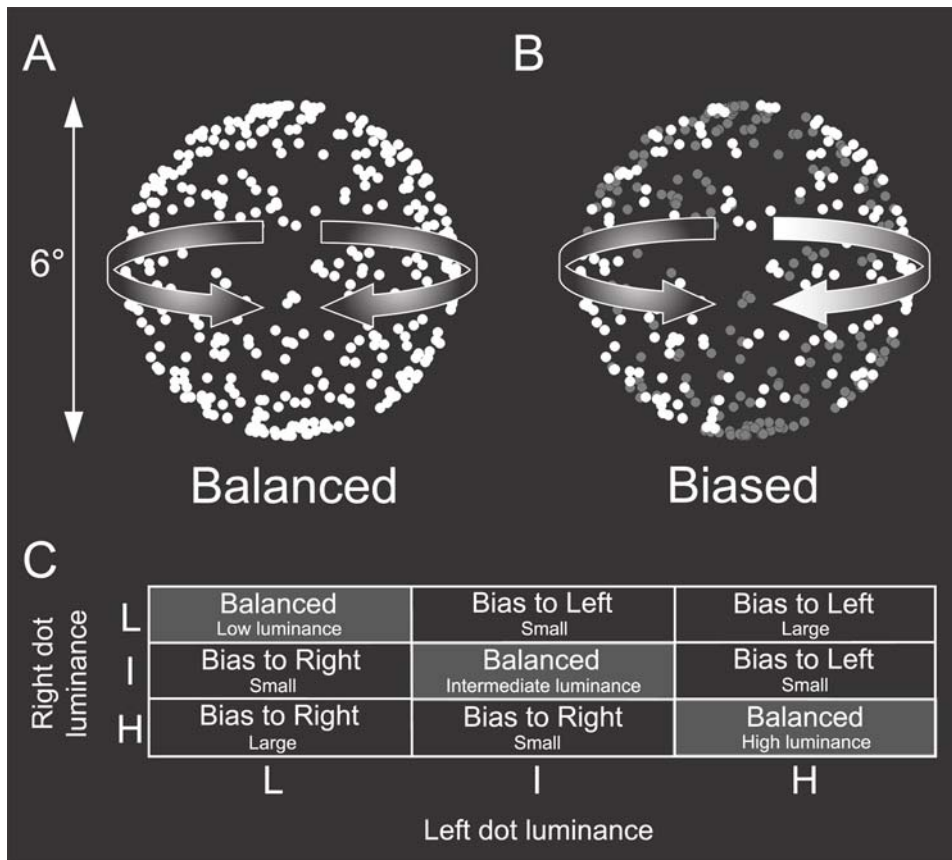 A
B
6°
Balanced
Biased
C
Right dot
luminance
L
Balanced
Low luminance
Bias to Left
Small
Bias to Left
Large
I
Bias to Right
Small
Balanced
Intermediate luminance
Bias to Left
Small
H
Bias to Right
Large
Bias to Right
Small
Balanced
High luminance
L
I
H
Left dot luminance